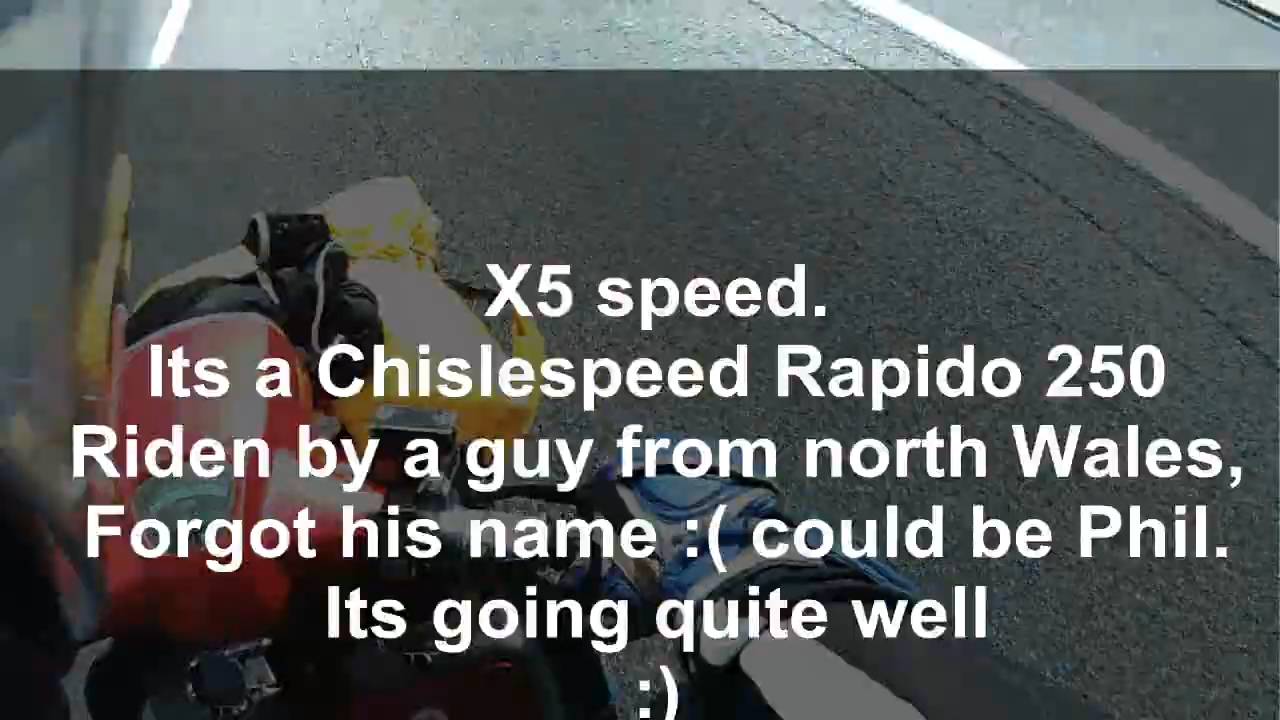 X5 speed.
Its a Chislespeed Rapido 250
Riden by a guy from north Wales,
Forgot his name :( could be Phil.
Its going quite well
:)